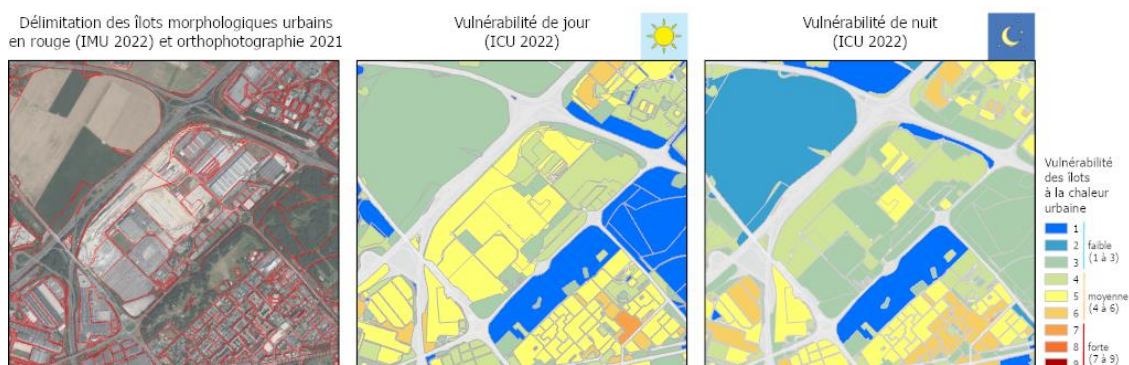 Délimitation des îlots morphologiques urbains
en rouge (IMU 2022) et orthophotographie 2021
Vulnérabilité de jour
(ICU 2022)
Vulnérabilité de nuit
(ICU 2022)
Vulnérabilité
des îlots
à la chaleur
urbaine
1
2 faible
3 (1 à 3)
4
5 moyenne
6 (4 à 6)
7
8 forte
9 (7 à 9)